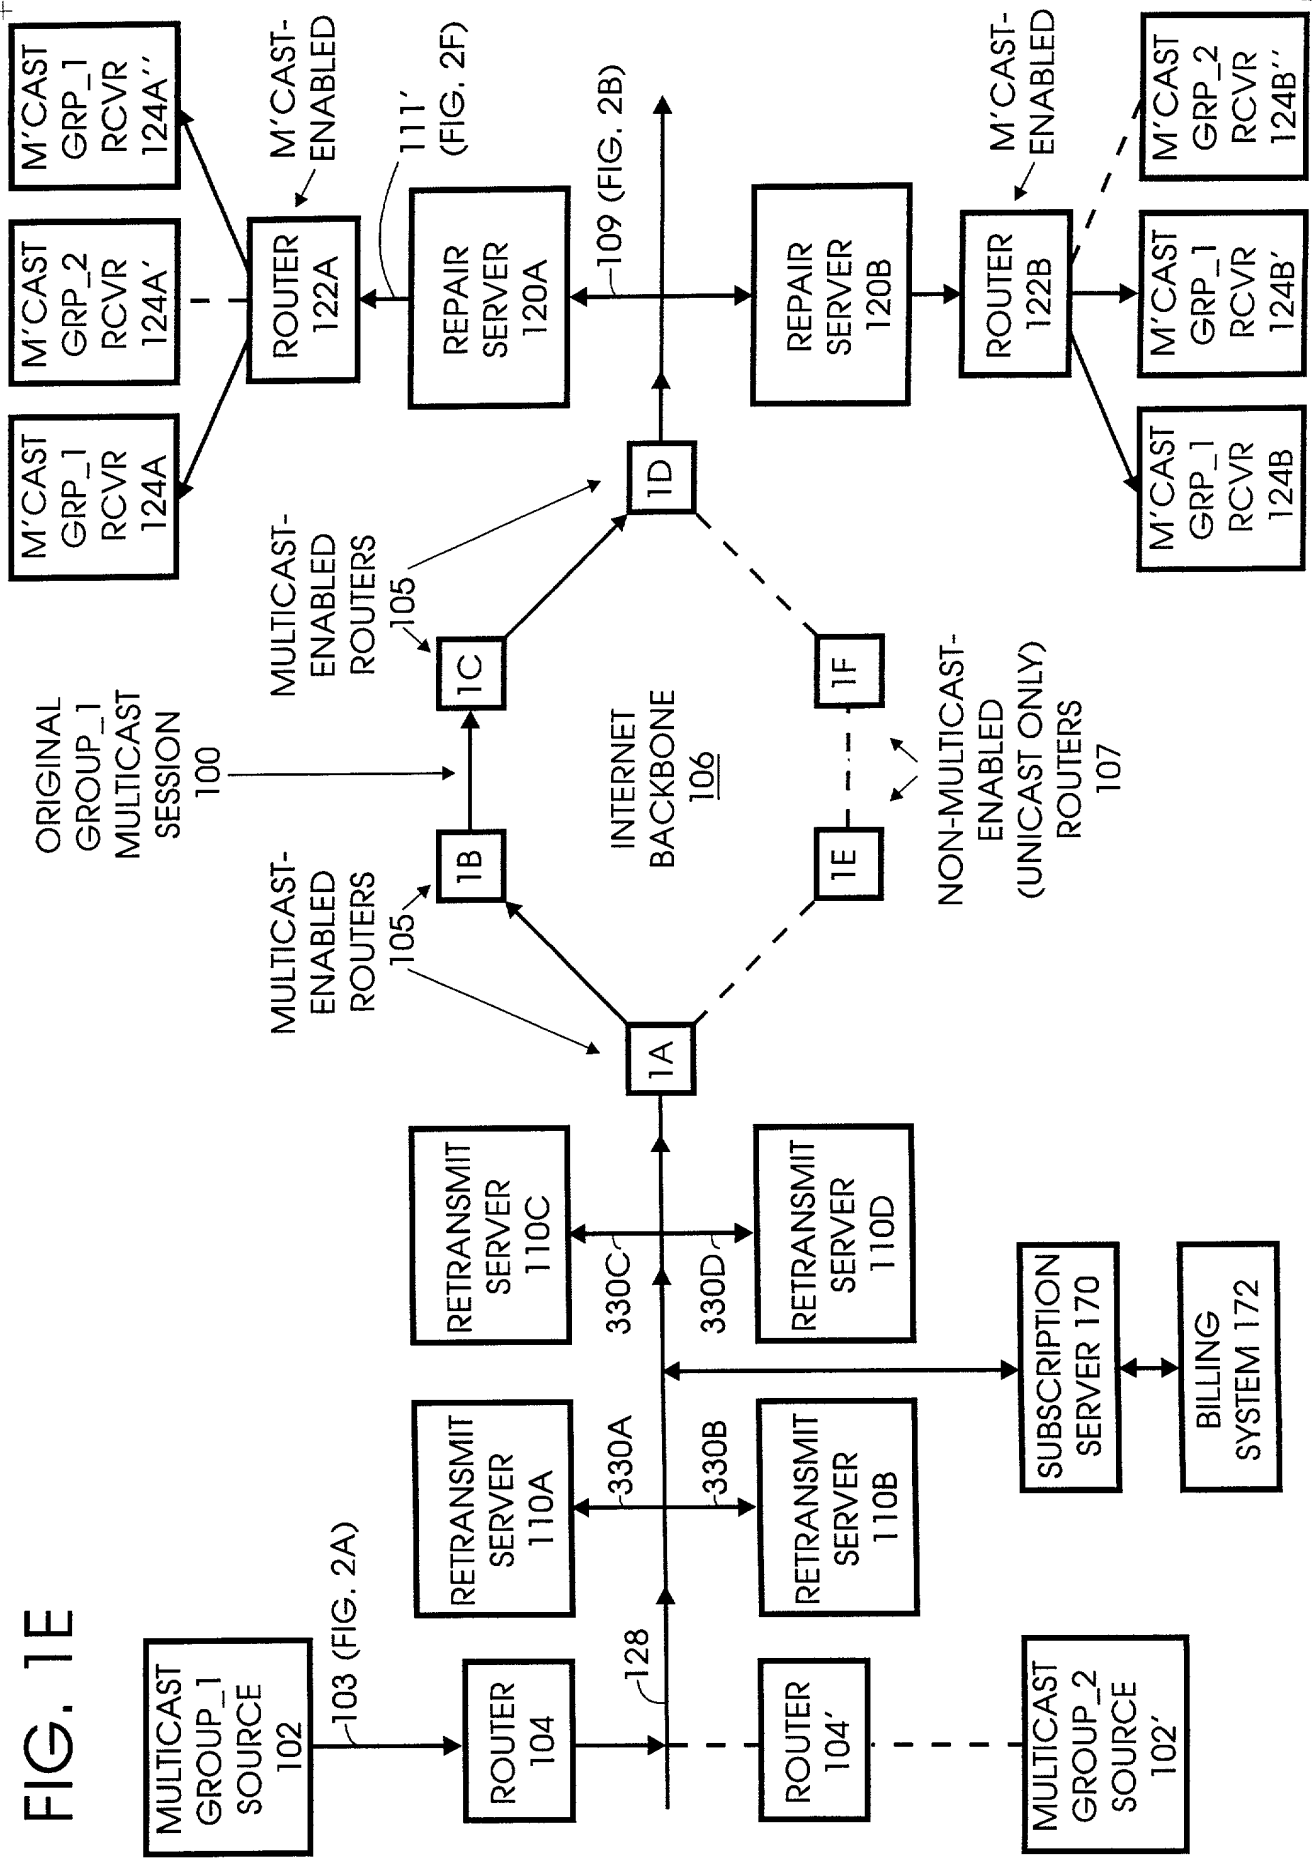 FIG. 1E
MULTICAST
GROUP_1
SOURCE
102
103 (FIG. 2A)
ROUTER
104
128
ROUTER
104′
MULTICAST
GROUP_2
SOURCE
102′
RETRANSMIT
SERVER
110A
330A
330B
RETRANSMIT
SERVER
110B
RETRANSMIT
SERVER
110C
330C
330D
RETRANSMIT
SERVER
110D
SUBSCRIPTION
SERVER 170
BILLING
SYSTEM 172
ORIGINAL
GROUP_1
MULTICAST
SESSION
100
MULTICAST-
ENABLED
ROUTERS
105
1A
1B
MULTICAST-
ENABLED
ROUTERS
105
1C
1D
INTERNET
BACKBONE
106
1E
1F
NON-MULTICAST-
ENABLED
(UNICAST ONLY)
ROUTERS
107
M'CAST
GRP_1
RCVR
124A
M'CAST
GRP_2
RCVR
124A'
M'CAST
GRP_1
RCVR
124A''
ROUTER
122A
M'CAST-
ENABLED
111'
(FIG. 2F)
REPAIR
SERVER
120A
109 (FIG. 2B)
REPAIR
SERVER
120B
ROUTER
122B
M'CAST-
ENABLED
M'CAST
GRP_1
RCVR
124B
M'CAST
GRP_1
RCVR
124B'
M'CAST
GRP_2
RCVR
124B''